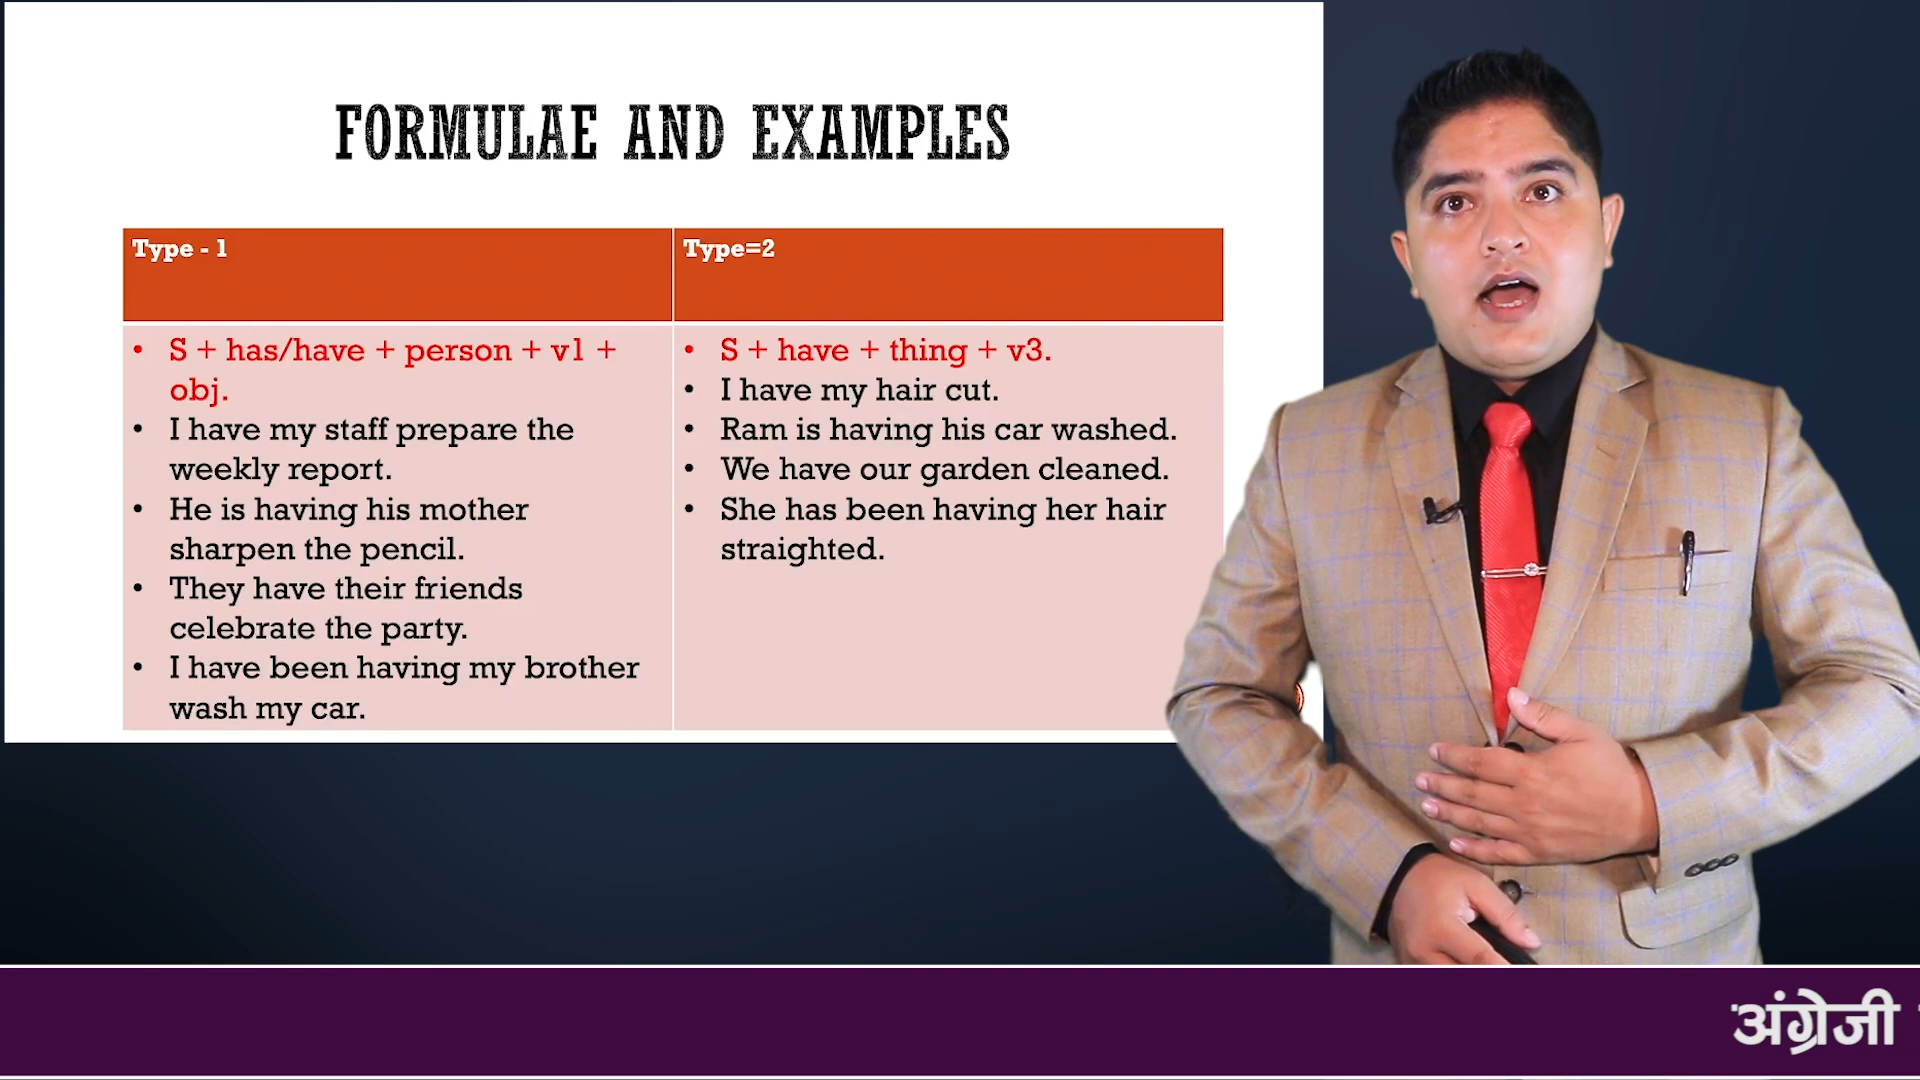 FORMULAE AND EXAMPLES
Type - 1
• S + has/have + person + v1 +
obj.
• I have my staff prepare the
weekly report.
• He is having his mother
sharpen the pencil.
• They have their friends
celebrate the party.
• I have been having my brother
wash my car.
Type=2
• S + have + thing + v3.
• I have my hair cut.
• Ram is having his car washed.
• We have our garden cleaned.
• She has been having her hair
straighted.
अंग्रेजी